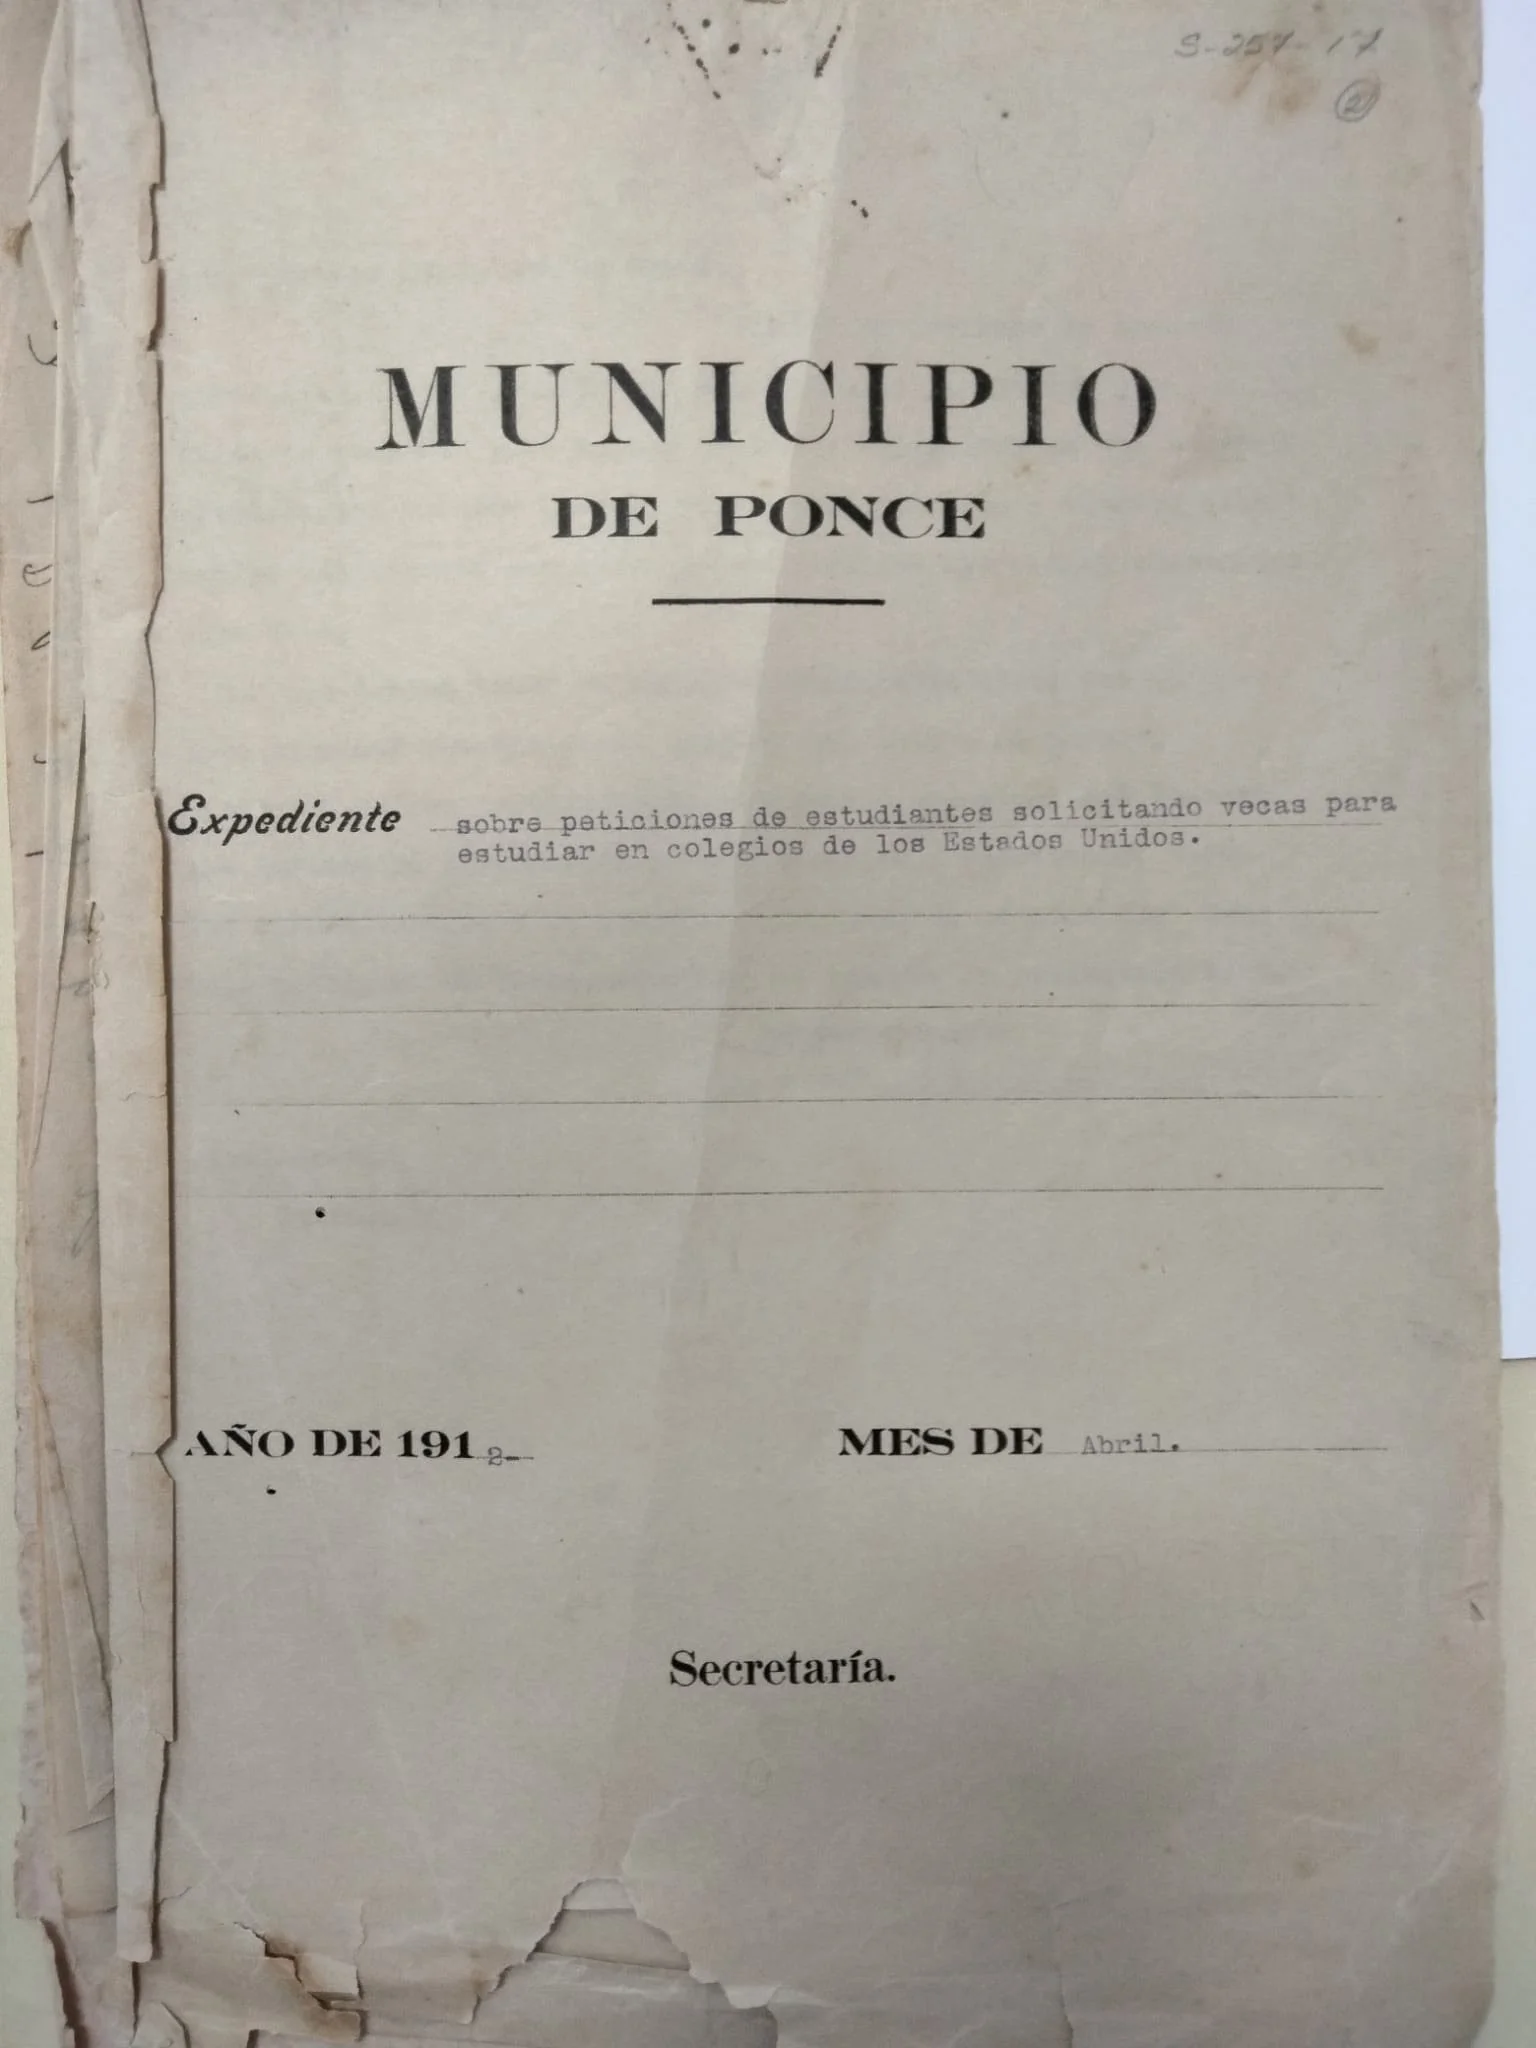 S-257-17
2
MUNICIPIO
DE PONCE
Expediente sobre peticiones de estudiantes solicitando vecas para
estudiar en colegios de los Estados Unidos.
AÑO DE 1912- MES DE Abril.
Secretaría.